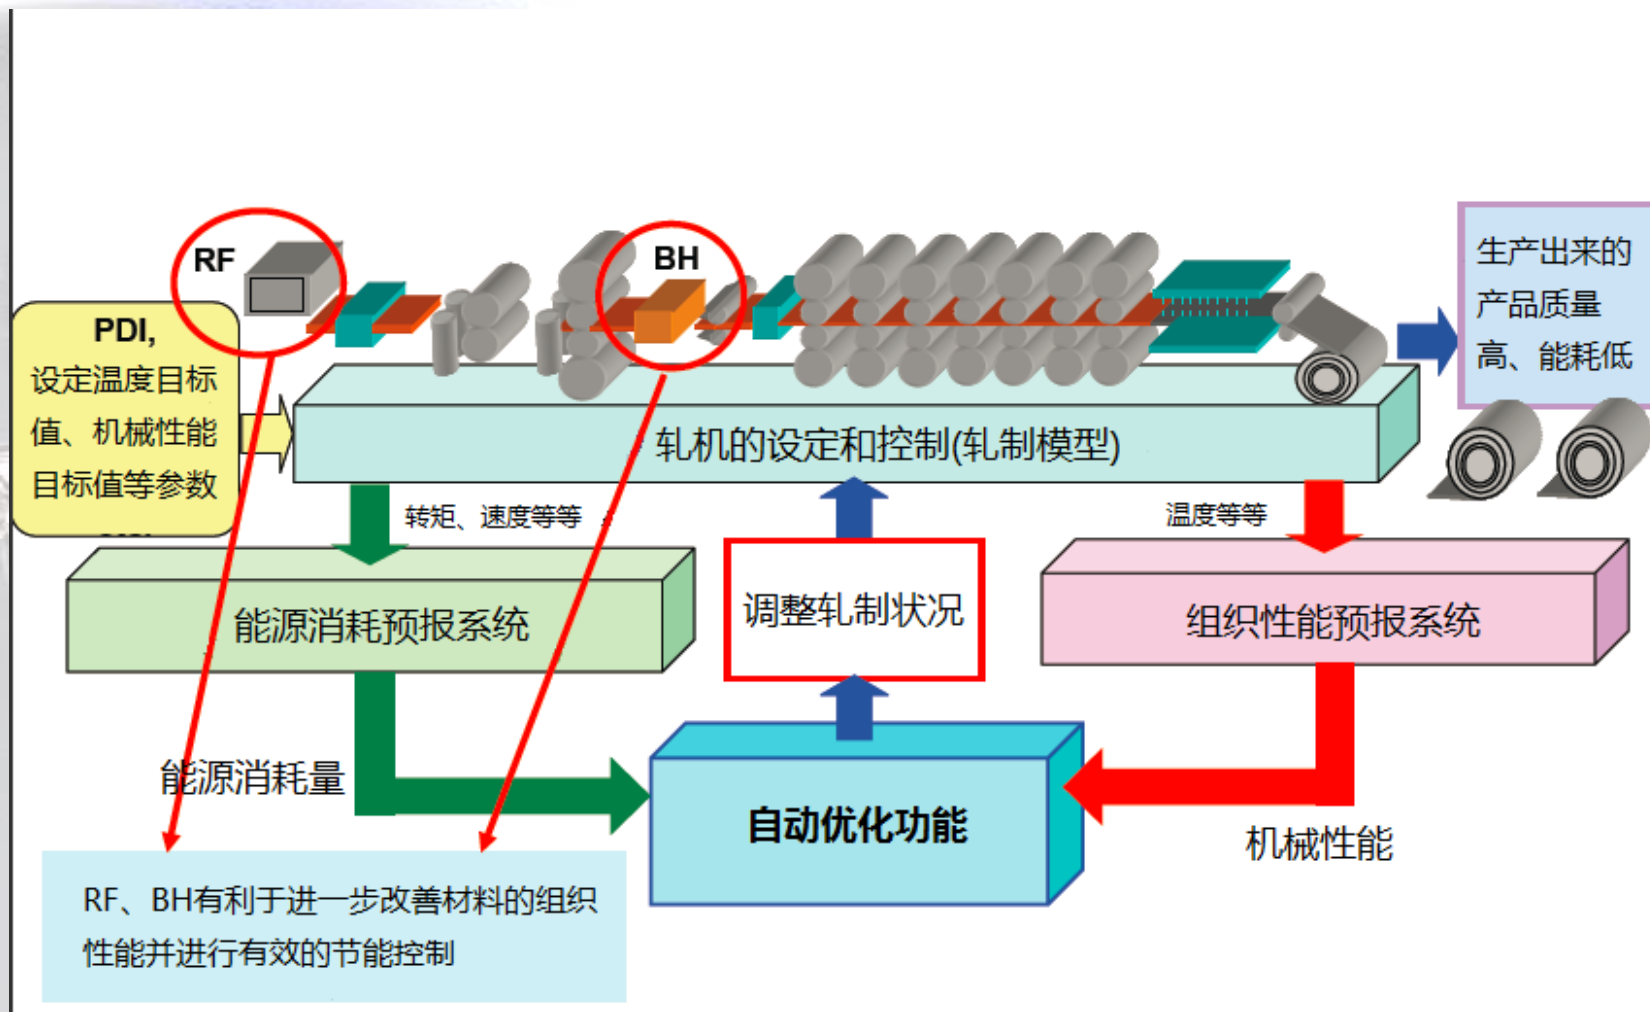 RF
BH
PDI,
设定温度目标
值、机械性能
目标值等参数
生产出来的
产品质量
高、能耗低
轧机的设定和控制(轧制模型)
转矩、速度等等
温度等等
能源消耗预报系统
调整轧制状况
组织性能预报系统
能源消耗量
自动优化功能
机械性能
RF、BH有利于进一步改善材料的组织
性能并进行有效的节能控制